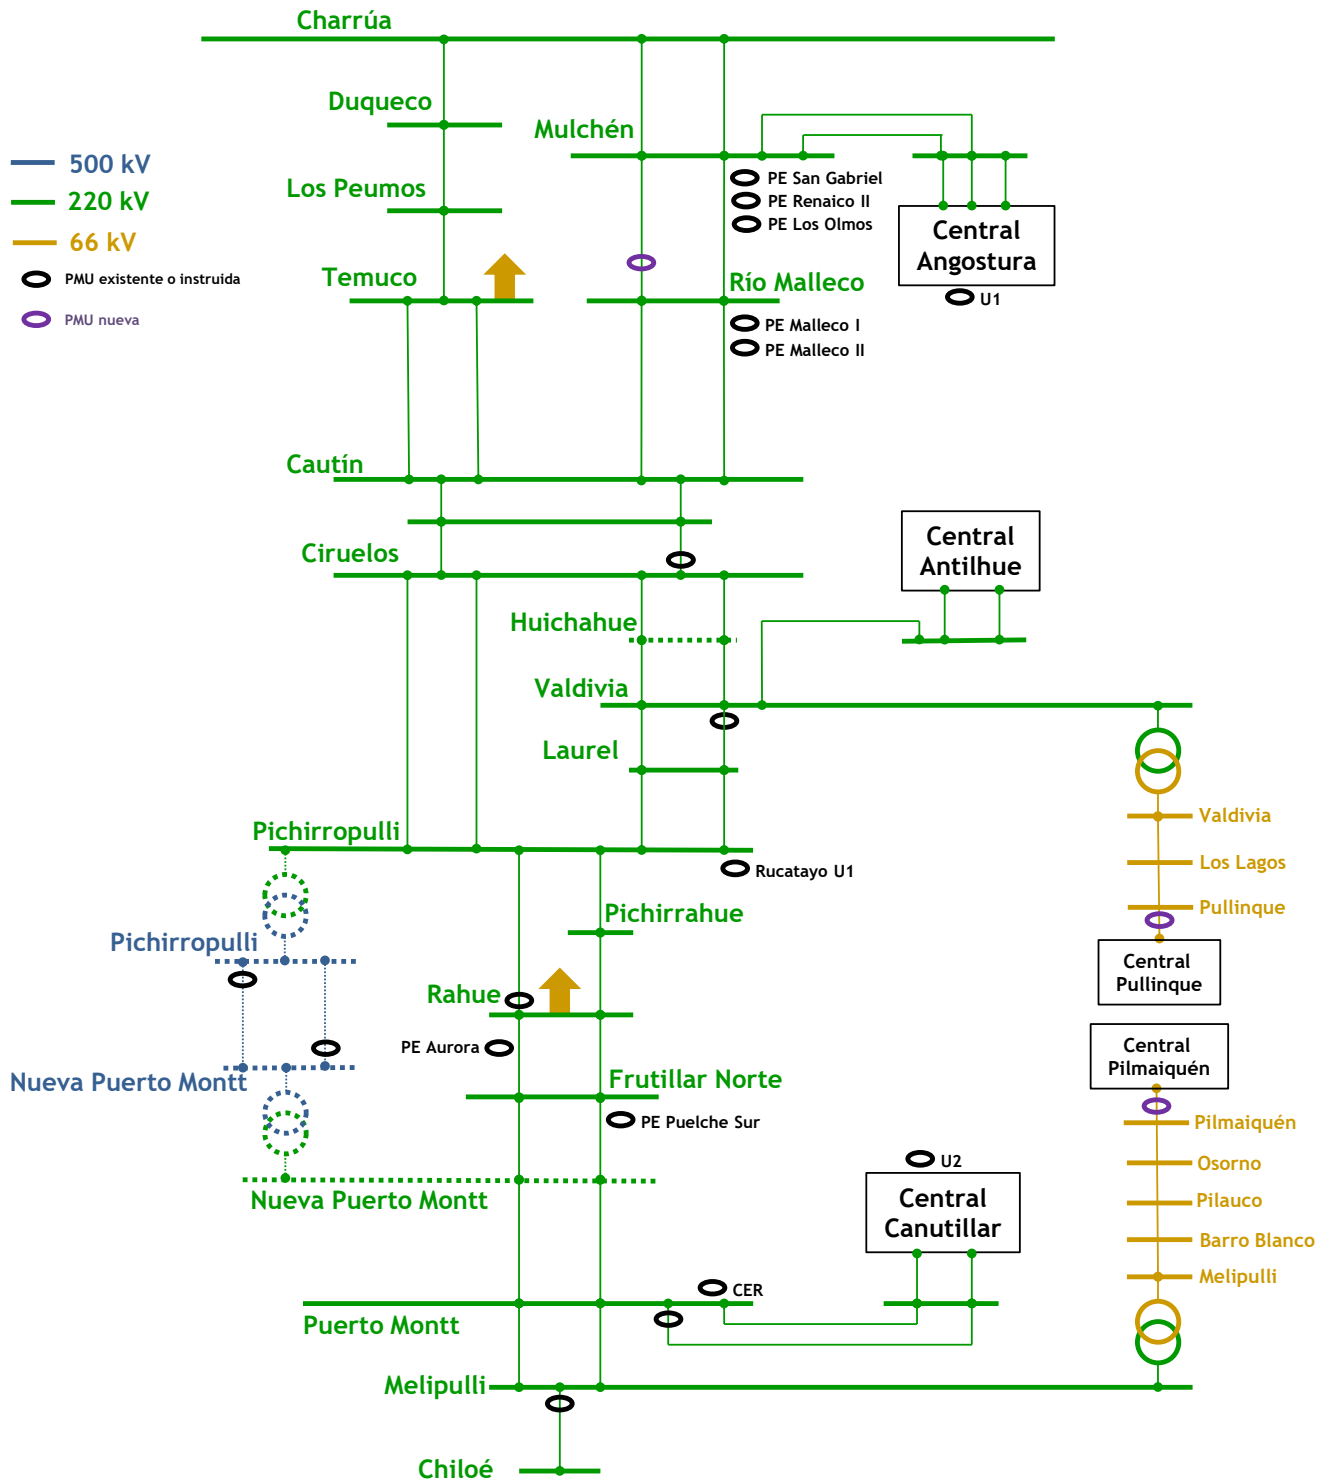 Charrúa
Duqueco
Mulchén
500 kV
Los Peumos
PE San Gabriel
220 kV
PE Renaico II
PE Los Olmos
66 kV
Central
Angostura
PMU existente o instruida
Temuco
Río Malleco
U1
PMU nueva
PE Malleco I
PE Malleco II
Cautín
Ciruelos
Central
Antilhue
Huichahue
Valdivia
Laurel
Valdivia
Pichirropulli
Los Lagos
Rucatayo U1
Pullinque
Pichirrahue
Pichirropulli
Central
Pullinque
Rahue
PE Aurora
Central
Pilmaiquén
Nueva Puerto Montt
Frutillar Norte
PE Puelche Sur
Pilmaiquén
U2
Osorno
Nueva Puerto Montt
Central
Canutillar
Pilauco
Barro Blanco
Melipulli
CER
Puerto Montt
Melipulli
Chiloé